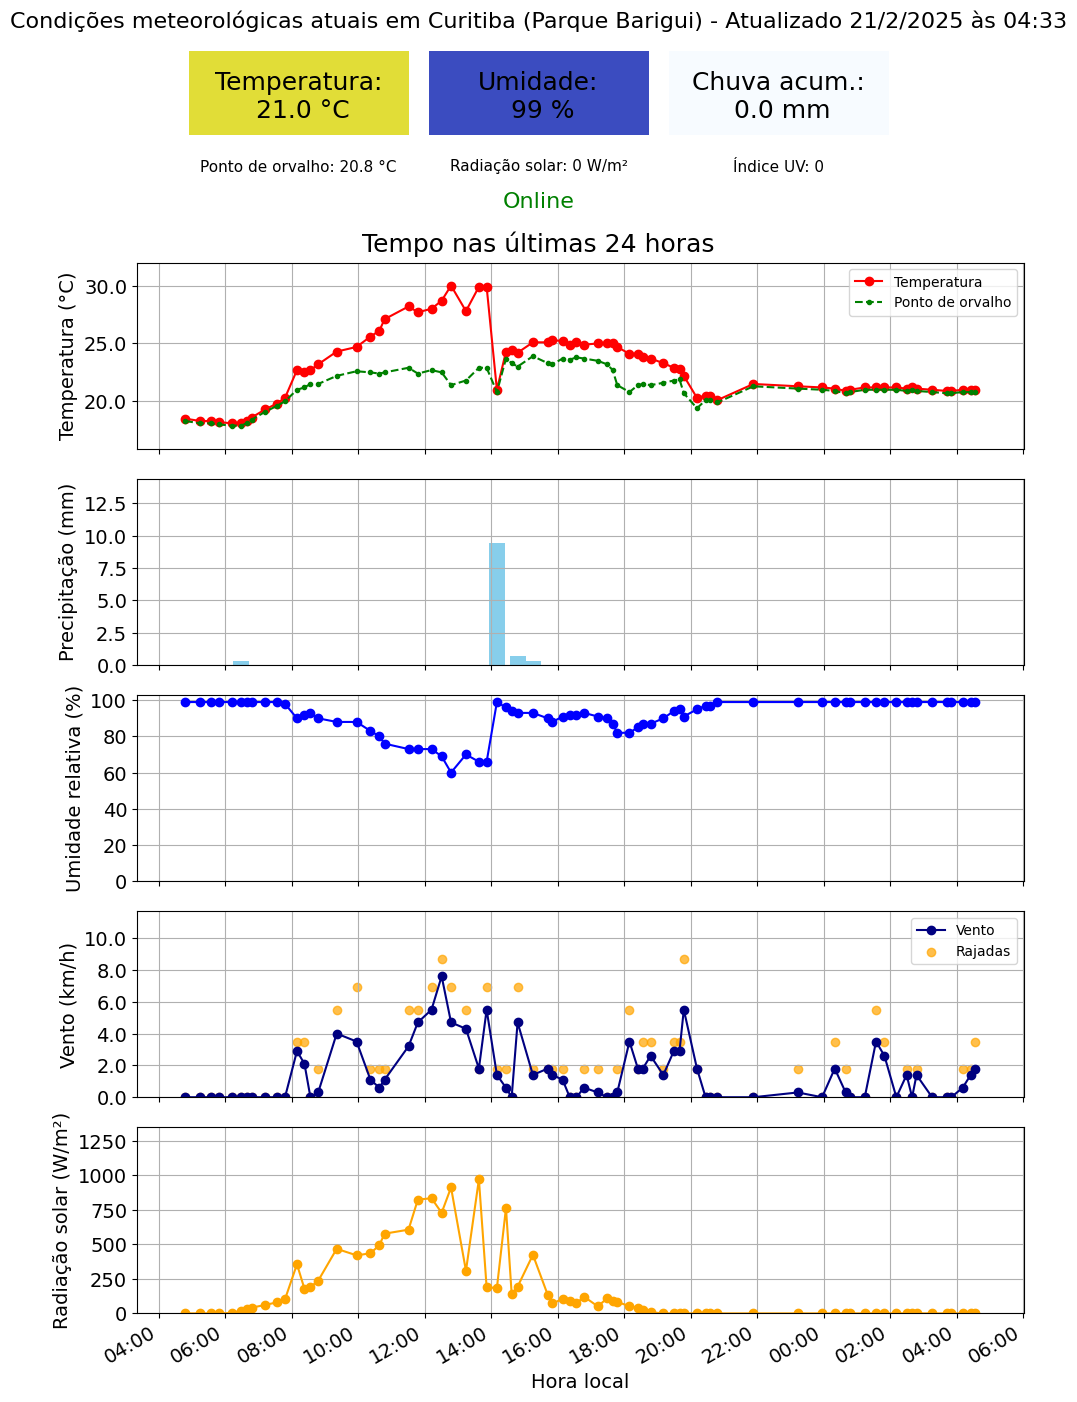 Condições meteorológicas atuais em Curitiba (Parque Barigui) - Atualizado 21/2/2025 às 04:33
Temperatura:
21.0 °C
Umidade:
99 %
Chuva acum.:
0.0 mm
Ponto de orvalho: 20.8 °C
Radiação solar: 0 W/m²
Índice UV: 0
Online
Tempo nas últimas 24 horas
Temperatura (°C)
30.0
25.0
20.0
Temperatura
Ponto de orvalho
Precipitação (mm)
12.5
10.0
7.5
5.0
2.5
0.0
Umidade relativa (%)
100
80
60
40
20
0
Vento (km/h)
10.0
8.0
6.0
4.0
2.0
0.0
Vento
Rajadas
Radiação solar (W/m²)
1250
1000
750
500
250
0
04:00
06:00
08:00
10:00
12:00
14:00
16:00
18:00
20:00
22:00
00:00
02:00
04:00
06:00
Hora local